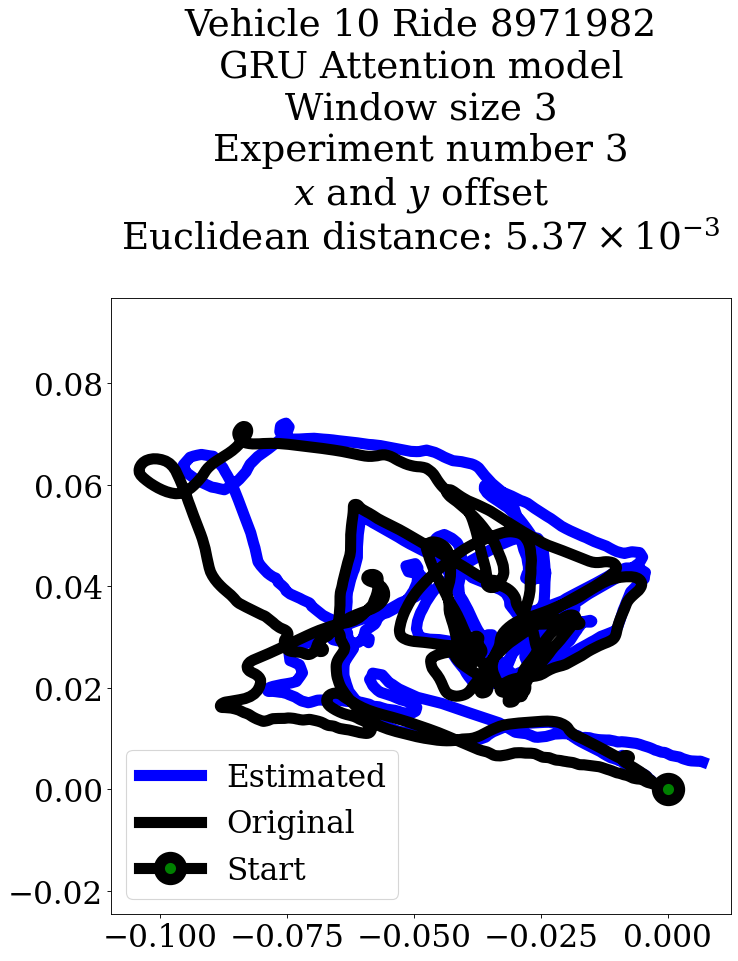 Vehicle 10 Ride 8971982
GRU Attention model
Window size 3
Experiment number 3
x and y offset
Euclidean distance: 5.37 × 10⁻³
0.08
0.06
0.04
0.02
0.00
−0.02
Estimated
Original
Start
−0.100 −0.075 −0.050 −0.025 0.000